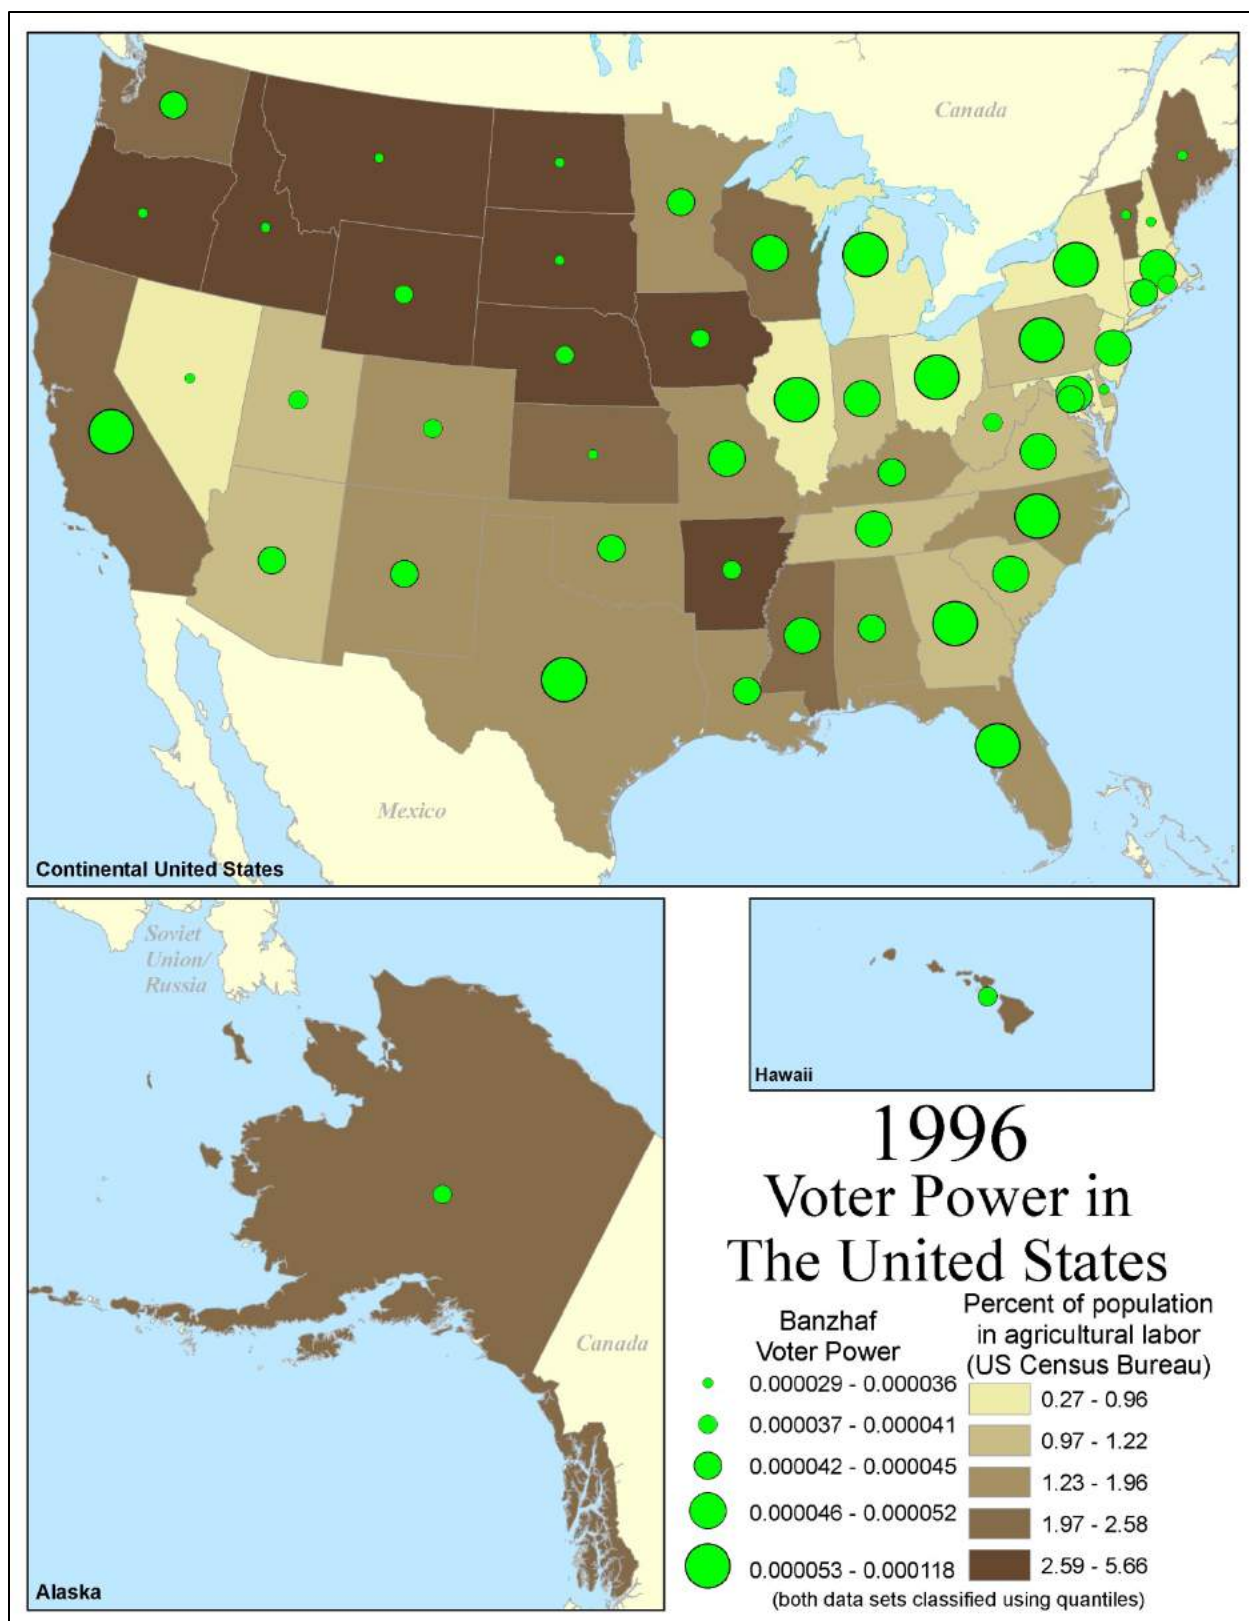 Canada
Mexico
Continental United States
Soviet
Union/
Russia
Canada
Alaska
Hawaii
1996
Voter Power in
The United States
Banzhaf
Voter Power
0.000029 - 0.000036
0.000037 - 0.000041
0.000042 - 0.000045
0.000046 - 0.000052
0.000053 - 0.000118
Percent of population
in agricultural labor
(US Census Bureau)
0.27 - 0.96
0.97 - 1.22
1.23 - 1.96
1.97 - 2.58
2.59 - 5.66
(both data sets classified using quantiles)